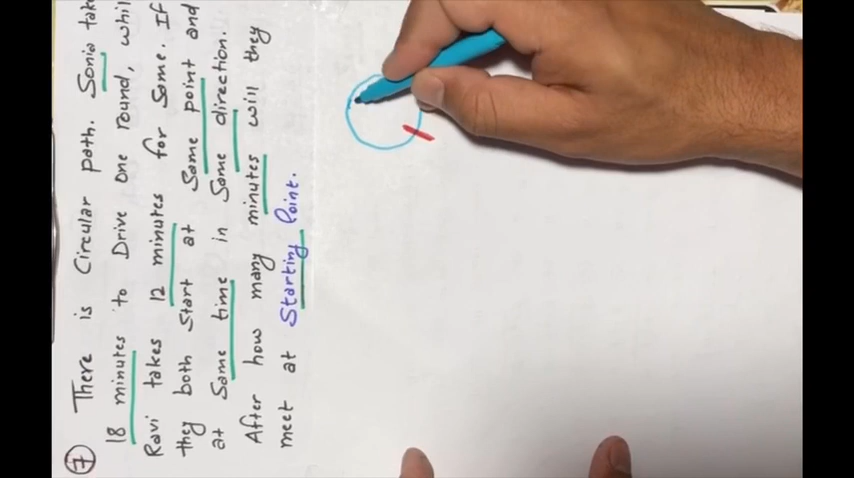 7 There is Circular path. Sonia
18 minutes to Drive one round,
Ravi takes 12 minutes for Same. If
they both Start at Same point and
at Same time in Same direction.
After how many minutes will they
meet at Starting Point.